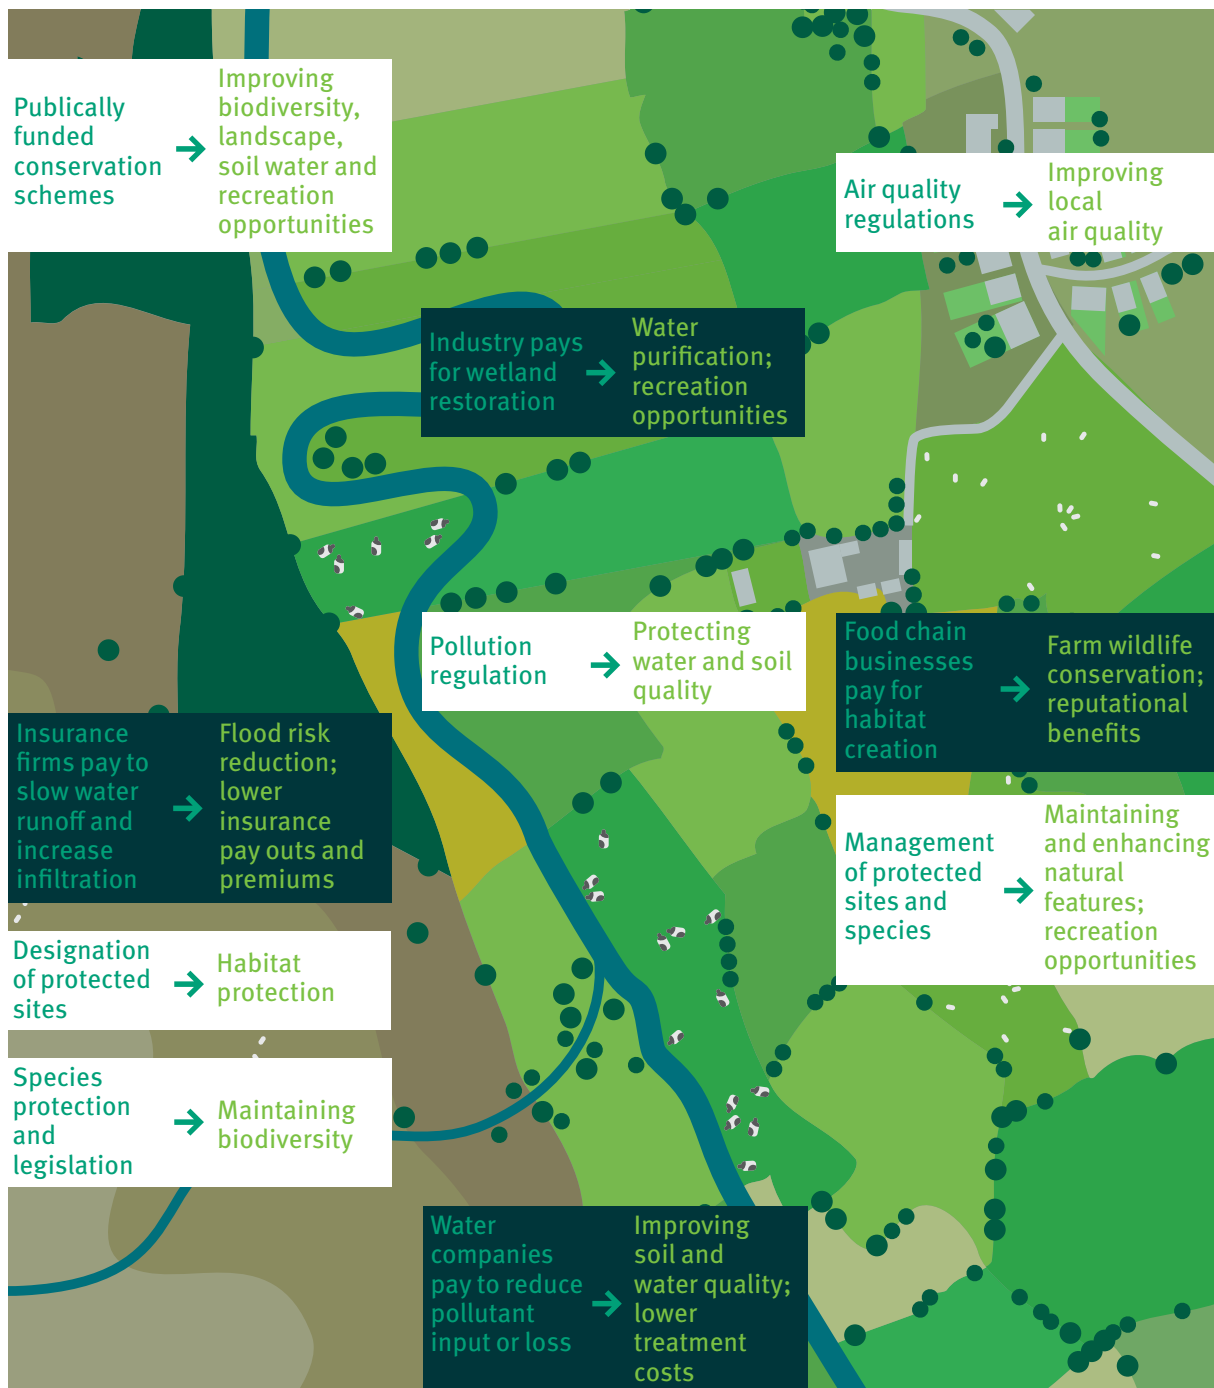 Publically
funded
conservation
schemes
Improving
biodiversity,
landscape,
soil water and
recreation
opportunities
Air quality
regulations
Improving
local
air quality
Industry pays
for wetland
restoration
Water
purification;
recreation
opportunities
Pollution
regulation
Protecting
water and soil
quality
Food chain
businesses
pay for
habitat
creation
Farm wildlife
conservation;
reputational
benefits
Insurance
firms pay to
slow water
runoff and
increase
infiltration
Flood risk
reduction;
lower
insurance
pay outs and
premiums
Management
of protected
sites and
species
Maintaining
and enhancing
natural
features;
recreation
opportunities
Designation
of protected
sites
Habitat
protection
Species
protection
and
legislation
Maintaining
biodiversity
Water
companies
pay to reduce
pollutant
input or loss
Improving
soil and
water quality;
lower
treatment
costs